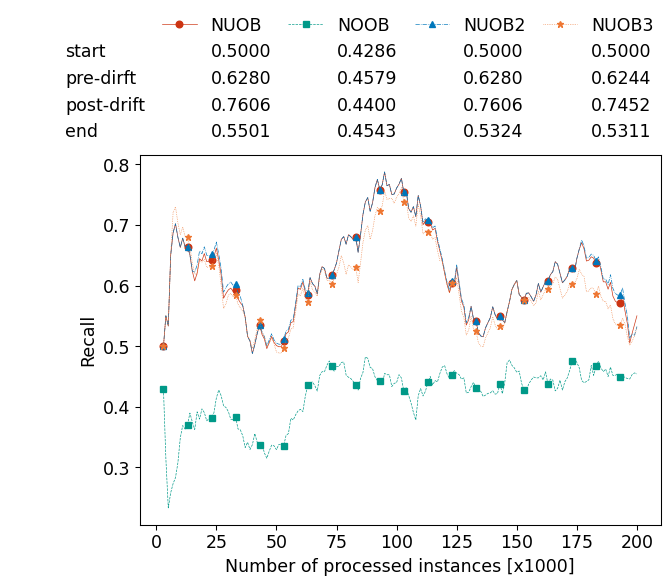 NUOB NOOB NUOB2 NUOB3
start 0.5000 0.4286 0.5000 0.5000
pre-dirft 0.6280 0.4579 0.6280 0.6244
post-drift 0.7606 0.4400 0.7606 0.7452
end 0.5501 0.4543 0.5324 0.5311
0.8
0.7
0.6
0.5
0.4
0.3
Recall
0 25 50 75 100 125 150 175 200
Number of processed instances [x1000]